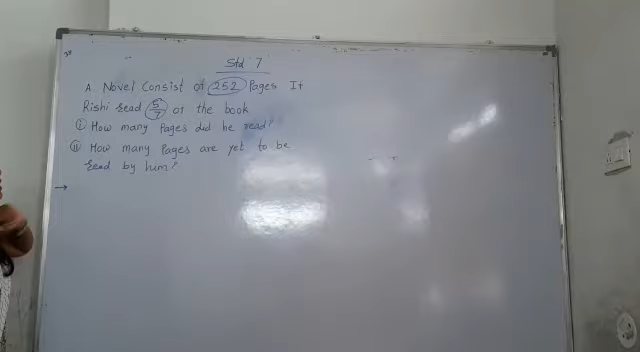 Std 7
A Novel Consist of 252 Pages If
Rishi read 5/7 of the book
(i) How many Pages did he read?
(ii) How many Pages are yet to be
read by him?
→